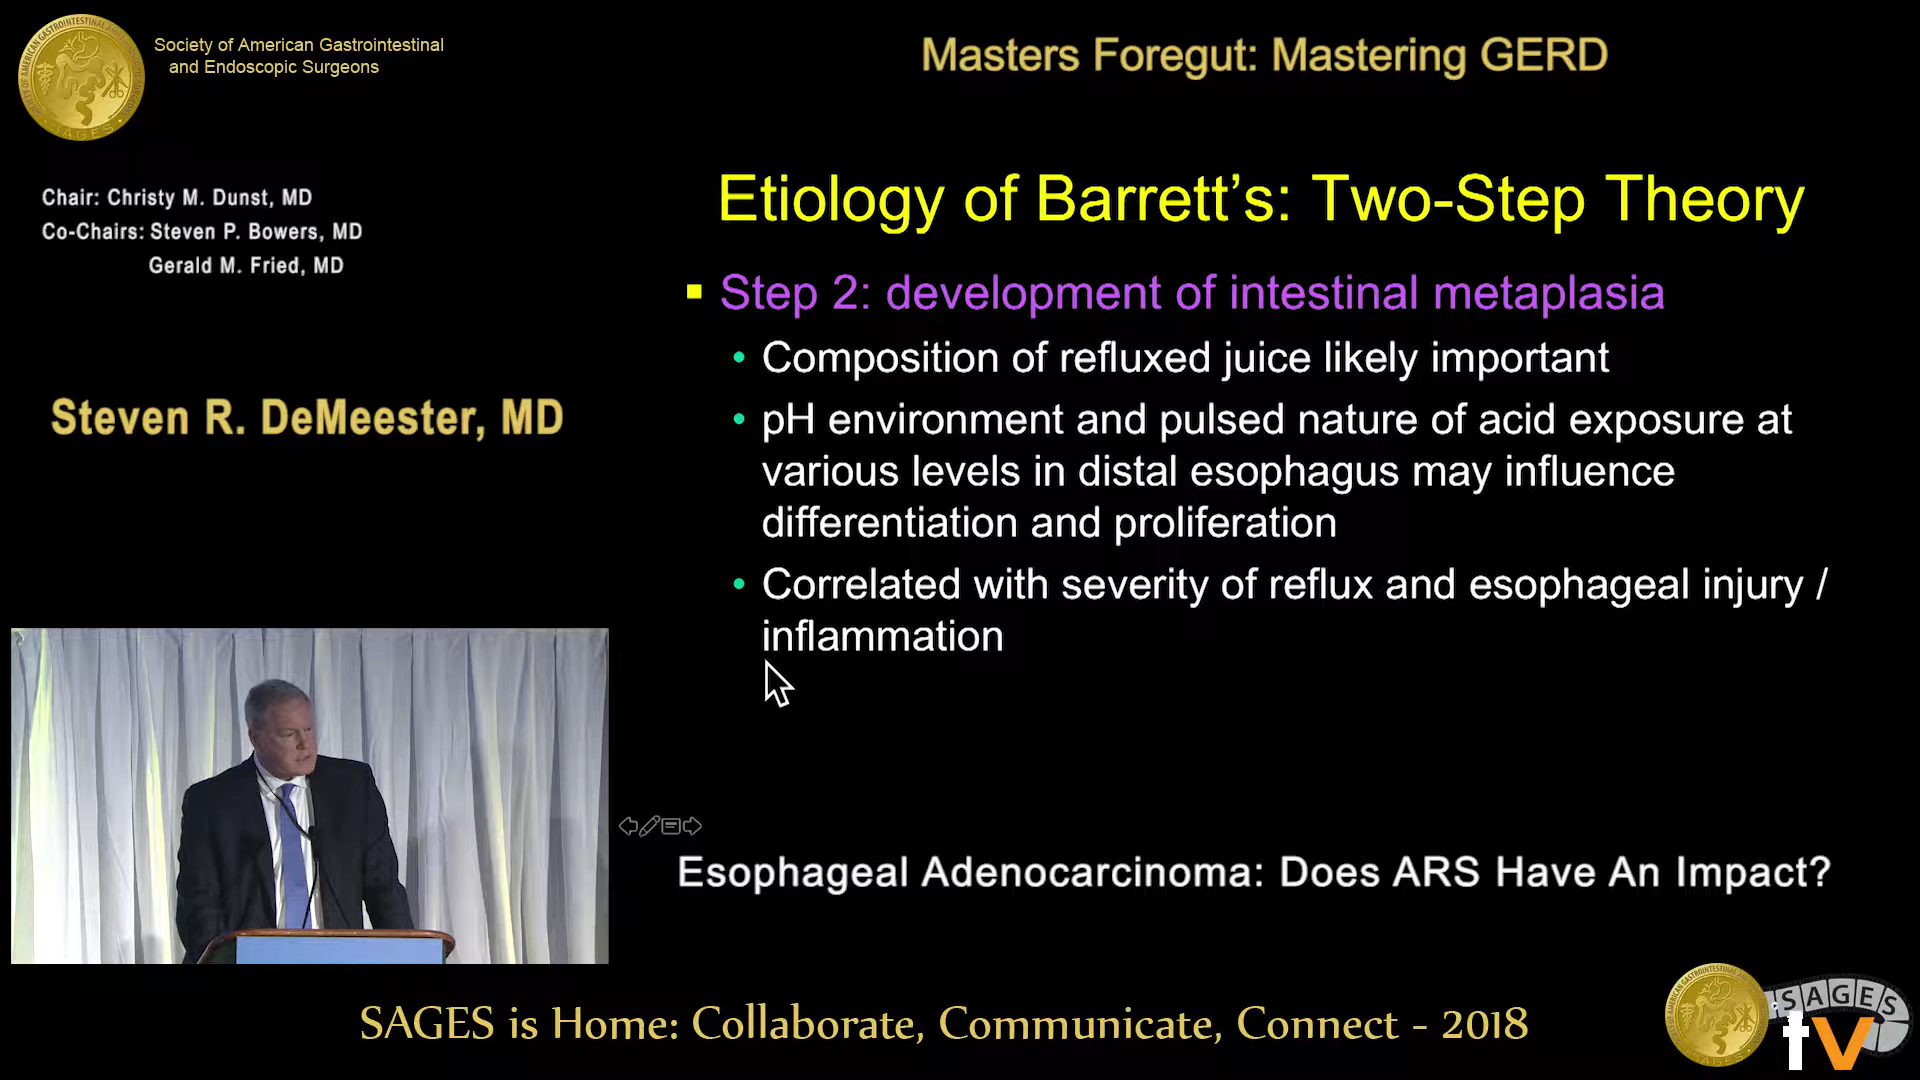 Society of American Gastrointestinal
and Endoscopic Surgeons
Masters Foregut: Mastering GERD
Chair: Christy M. Dunst, MD
Co-Chairs: Steven P. Bowers, MD
Gerald M. Fried, MD
Steven R. DeMeester, MD
Etiology of Barrett’s: Two-Step Theory
Step 2: development of intestinal metaplasia
Composition of refluxed juice likely important
pH environment and pulsed nature of acid exposure at
various levels in distal esophagus may influence
differentiation and proliferation
Correlated with severity of reflux and esophageal injury /
inflammation
Esophageal Adenocarcinoma: Does ARS Have An Impact?
SAGES is Home: Collaborate, Communicate, Connect - 2018
SAGES
tv